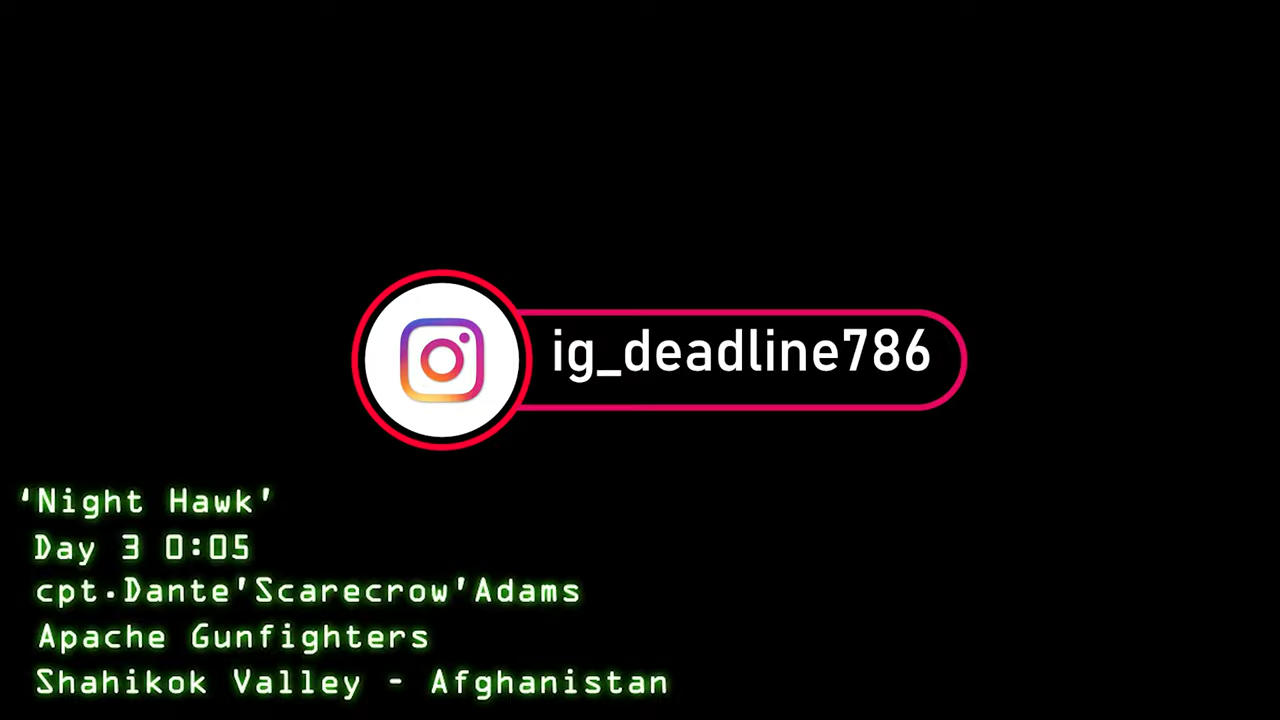 ig_deadline786
‘Night Hawk’
Day 3 0:05
cpt.Dante'Scarecrow'Adams
Apache Gunfighters
Shahikok Valley - Afghanistan